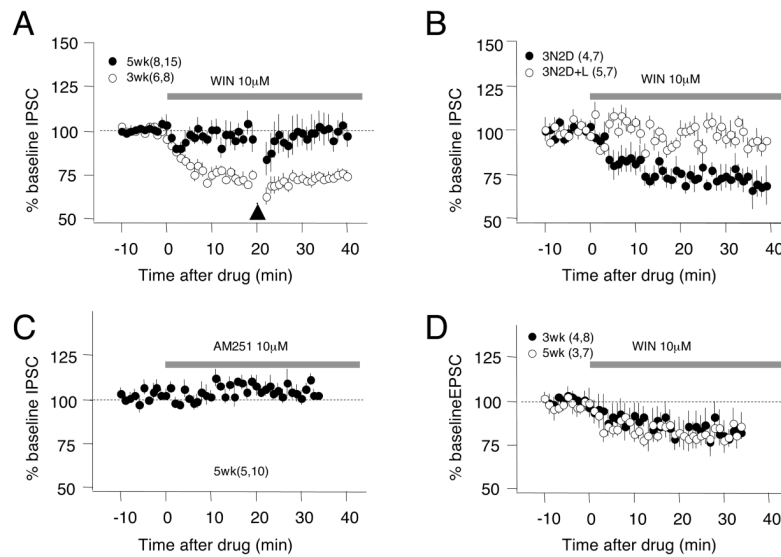 A
150
5wk(8,15)
3wk(6,8)
125
WIN 10μM
100
75
50
% baseline IPSC
-10 0 10 20 30 40
Time after drug (min)
B
150
3N2D (4,7)
3N2D+L (5,7)
125
WIN 10μM
100
75
50
% baseline IPSC
-10 0 10 20 30 40
Time after drug (min)
C
AM251 10μM
125
100
75
50
% baseline IPSC
5wk(5,10)
-10 0 10 20 30 40
Time after drug (min)
D
3wk (4,8)
5wk (3,7)
WIN 10μM
125
100
75
50
% baselineEPSC
-10 0 10 20 30 40
Time after drug (min)